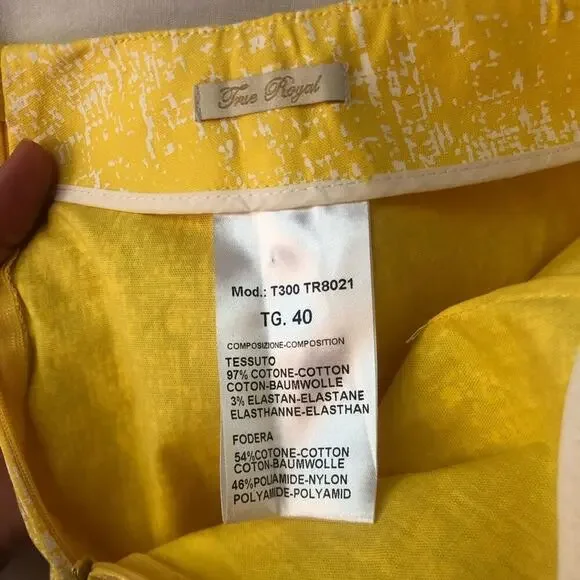 True Royal
Mod.: T300 TR8021
TG. 40
COMPOSIZIONE-COMPOSITION
TESSUTO
97% COTONE-COTTON
COTON-BAUMWOLLE
3% ELASTAN-ELASTANE
ELASTHANNE-ELASTHAN
FODERA
54%COTONE-COTTON
COTON-BAUMWOLLE
46%POLIAMIDE-NYLON
POLYAMIDE-POLYAMID